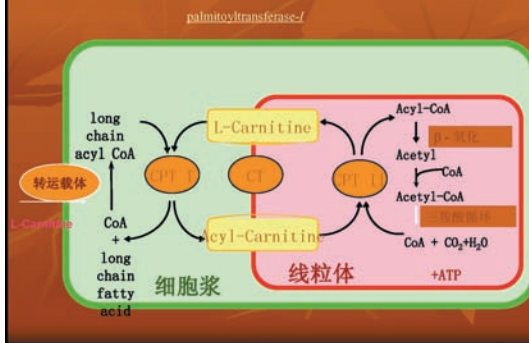 palmitoyltransferase-I
long
chain
acyl CoA
转运载体
L-Carnitine
CoA
+
long
chain
fatty
acid
CPT I
L-Carnitine
CT
Acyl-Carnitine
细胞浆
CPT II
线粒体
Acyl-CoA
β-氧化
Acetyl
CoA
Acetyl-CoA
三羧酸循环
CoA + CO₂+H₂O
+ATP